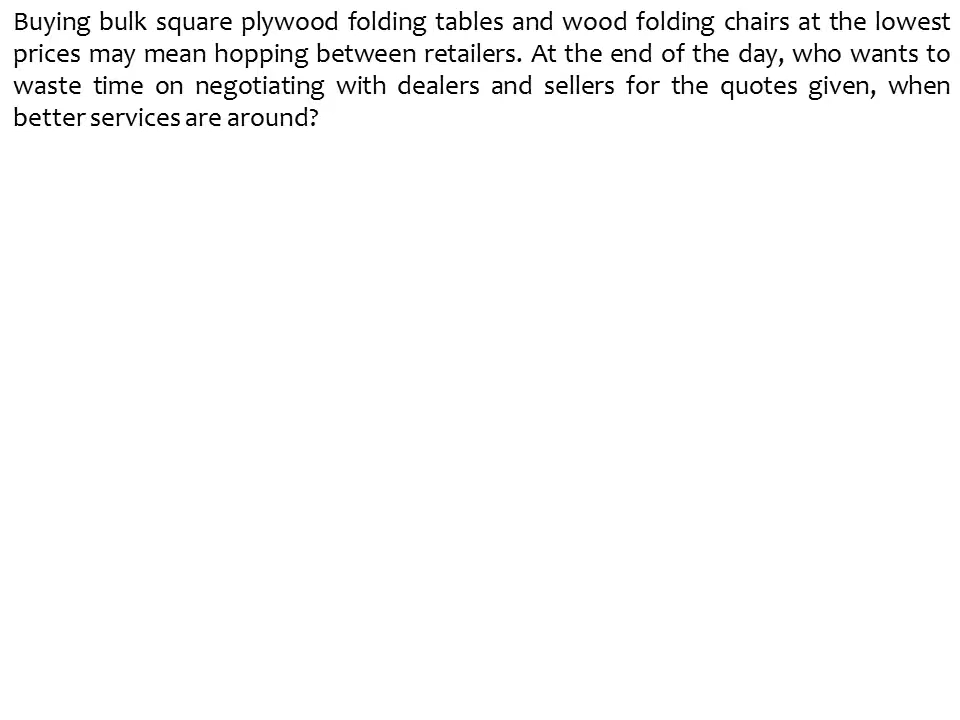 Buying bulk square plywood folding tables and wood folding chairs at the lowest
prices may mean hopping between retailers. At the end of the day, who wants to
waste time on negotiating with dealers and sellers for the quotes given, when
better services are around?